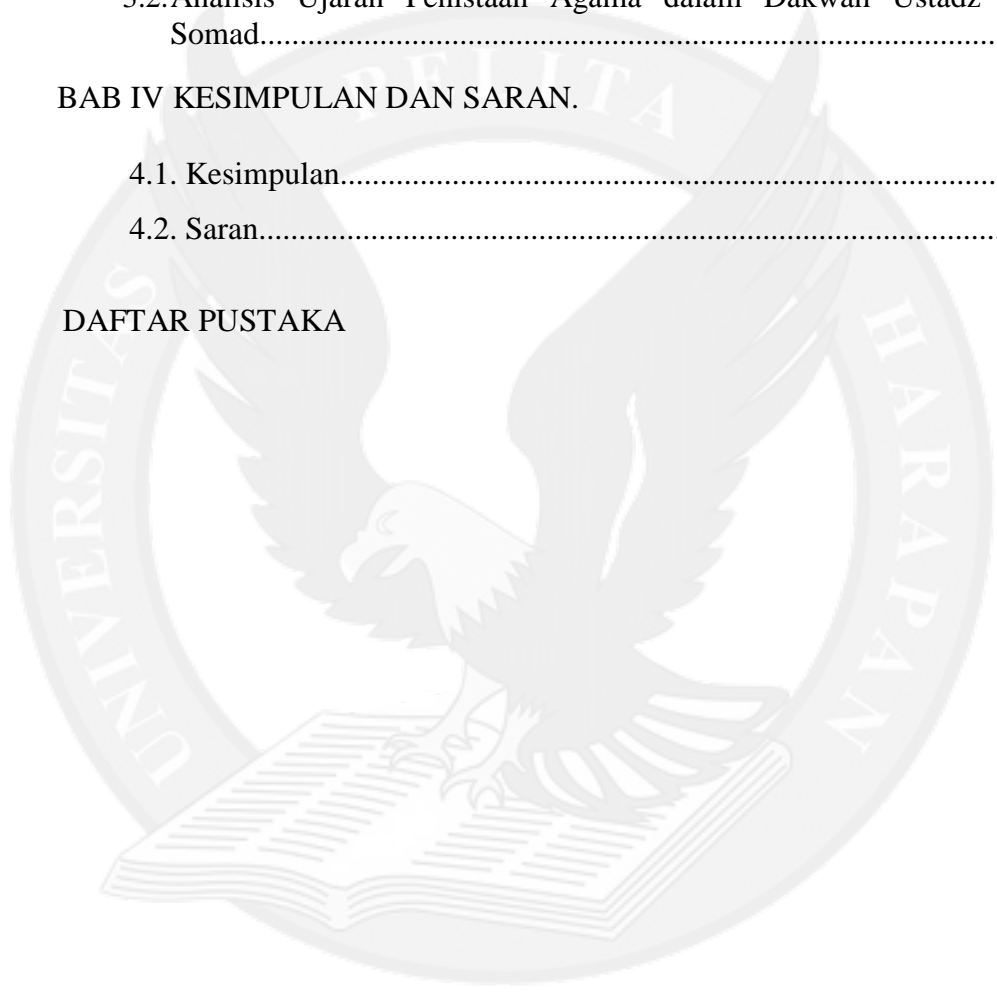 3.2.Analisis Ujaran Penistaan Agama dalam Dakwah Ustadz
Somad..........................................................................................
BAB IV KESIMPULAN DAN SARAN.
4.1. Kesimpulan.................................................................................
4.2. Saran...........................................................................................
DAFTAR PUSTAKA
UNIVERSITAS PELITA HARAPAN